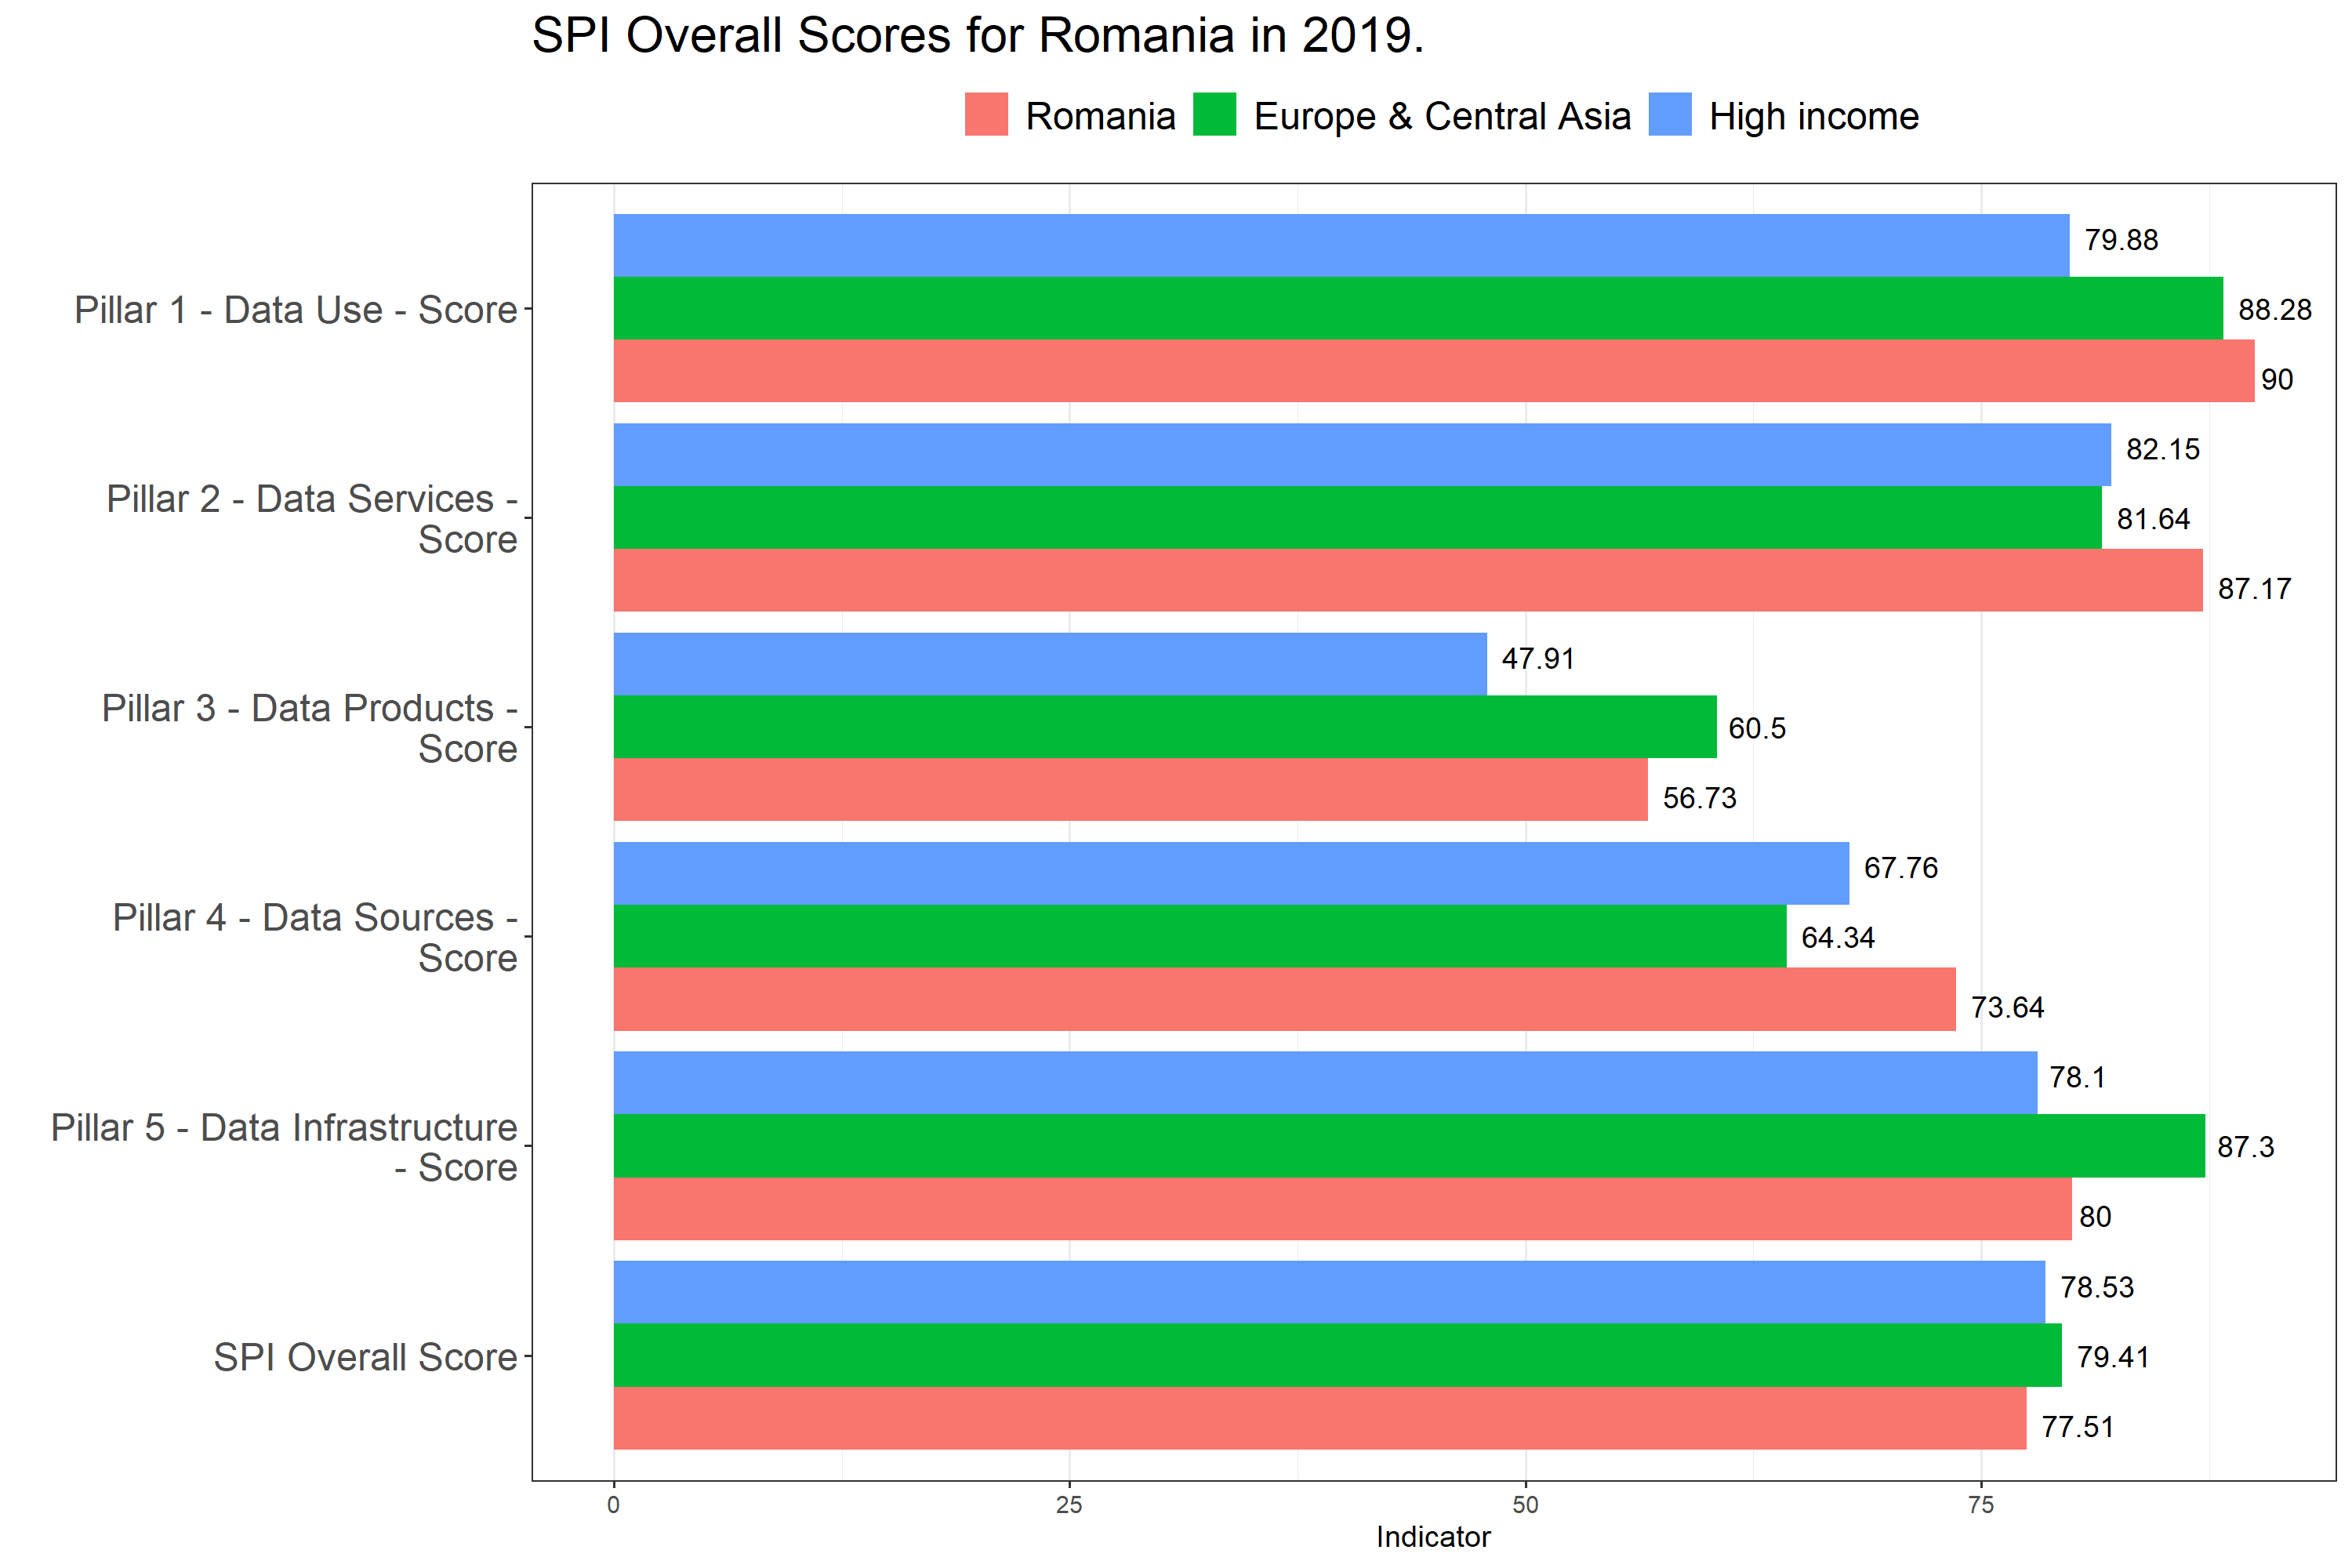 SPI Overall Scores for Romania in 2019.
Romania Europe & Central Asia High income
Pillar 1 - Data Use - Score
79.88
88.28
90
Pillar 2 - Data Services -
Score
82.15
81.64
87.17
Pillar 3 - Data Products -
Score
47.91
60.5
56.73
Pillar 4 - Data Sources -
Score
67.76
64.34
73.64
Pillar 5 - Data Infrastructure
- Score
78.1
87.3
80
SPI Overall Score
78.53
79.41
77.51
0 25 50 75
Indicator